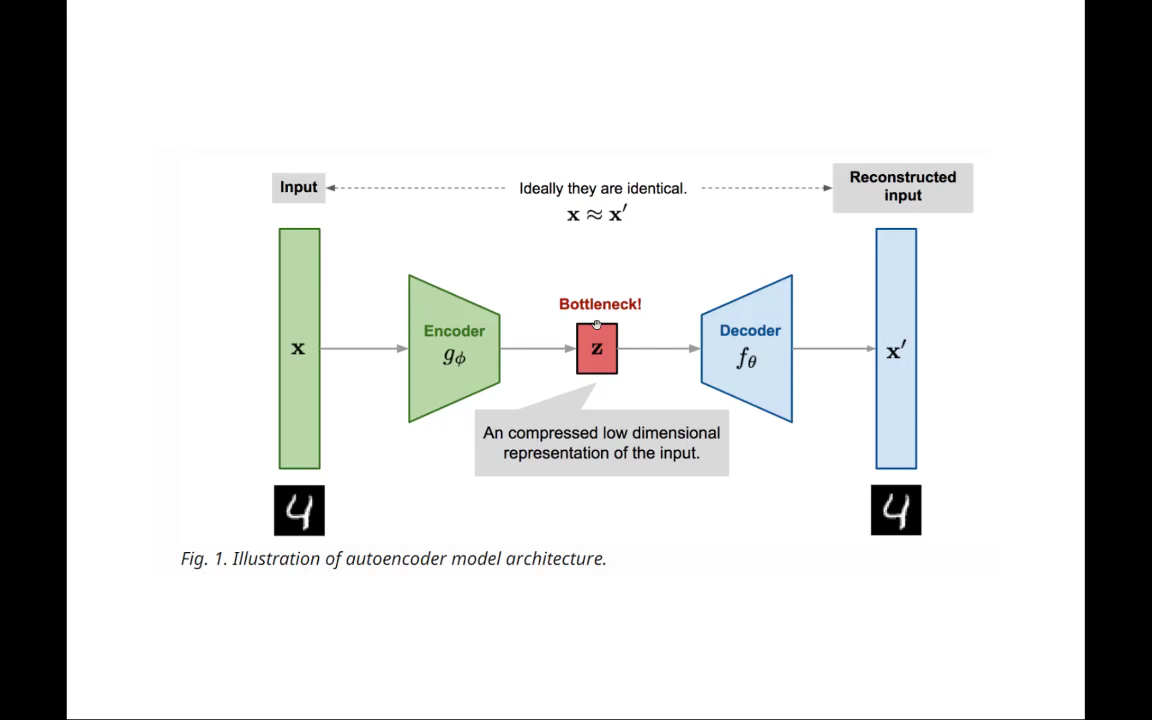 Input
Ideally they are identical.
x ≈ x′
Reconstructed
input
x
Encoder
gϕ
Bottleneck!
z
Decoder
fθ
x′
An compressed low dimensional
representation of the input.
4
4
Fig. 1. Illustration of autoencoder model architecture.